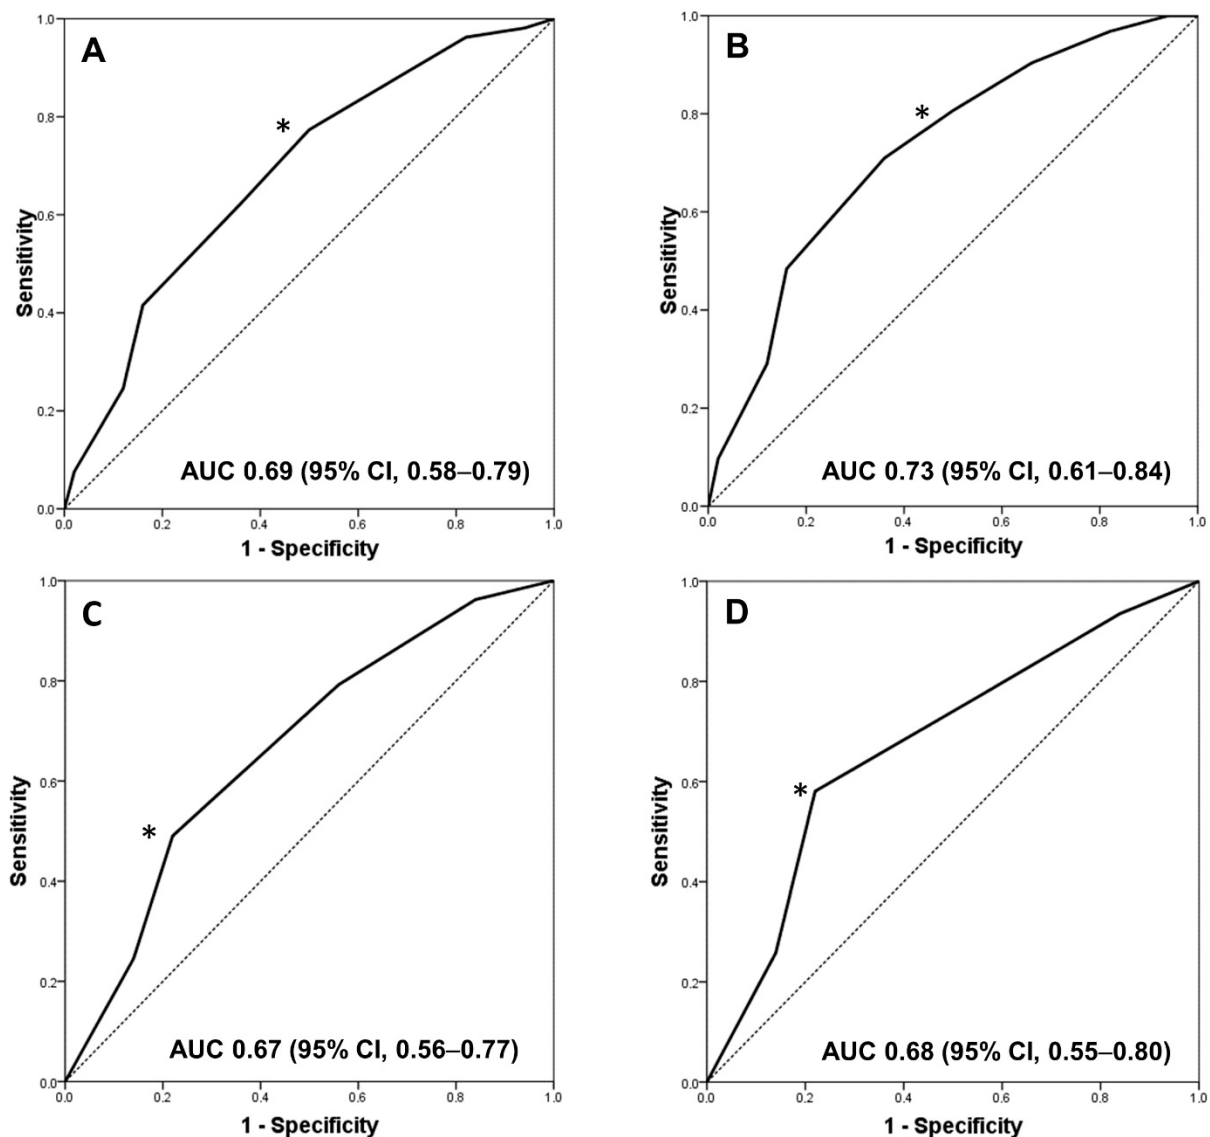 A
*
Sensitivity
1.0
0.8
0.6
0.4
0.2
0.0
AUC 0.69 (95% CI, 0.58–0.79)
0.0 0.2 0.4 0.6 0.8 1.0
1 - Specificity
B
*
Sensitivity
1.0
0.8
0.6
0.4
0.2
0.0
AUC 0.73 (95% CI, 0.61–0.84)
0.0 0.2 0.4 0.6 0.8 1.0
1 - Specificity
C
*
Sensitivity
1.0
0.8
0.6
0.4
0.2
0.0
AUC 0.67 (95% CI, 0.56–0.77)
0.0 0.2 0.4 0.6 0.8 1.0
1 - Specificity
D
*
Sensitivity
1.0
0.8
0.6
0.4
0.2
0.0
AUC 0.68 (95% CI, 0.55–0.80)
0.0 0.2 0.4 0.6 0.8 1.0
1 - Specificity